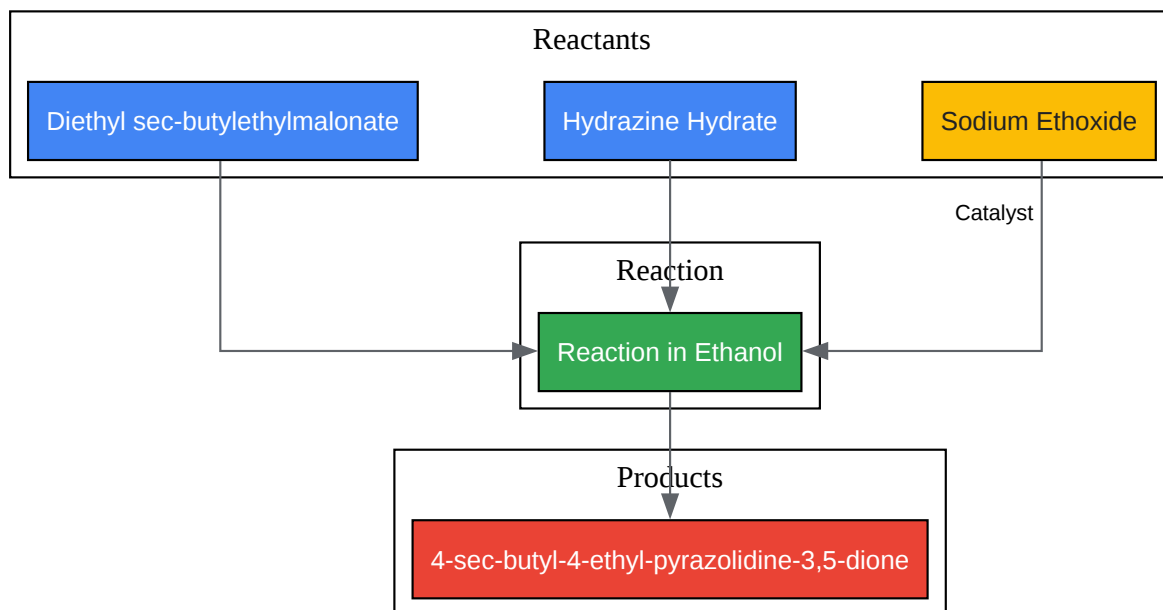 Reactants
Diethyl sec-butylethylmalonate
Hydrazine Hydrate
Sodium Ethoxide
Catalyst
Reaction
Reaction in Ethanol
Products
4-sec-butyl-4-ethyl-pyrazolidine-3,5-dione